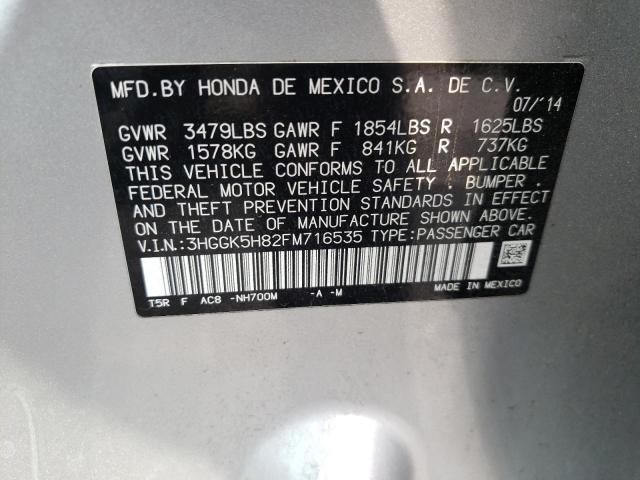 MFD.BY HONDA DE MEXICO S.A. DE C.V.
07/'14
GVWR 3479LBS GAWR F 1854LBS R 1625LBS
GVWR 1578KG GAWR F 841KG R 737KG
THIS VEHICLE CONFORMS TO ALL APPLICABLE
FEDERAL MOTOR VEHICLE SAFETY . BUMPER .
AND THEFT PREVENTION STANDARDS IN EFFECT
ON THE DATE OF MANUFACTURE SHOWN ABOVE.
V.I.N:3HGGK5H82FM716535 TYPE:PASSENGER CAR
T5R F AC8 -NH700M -A -M MADE IN MEXICO